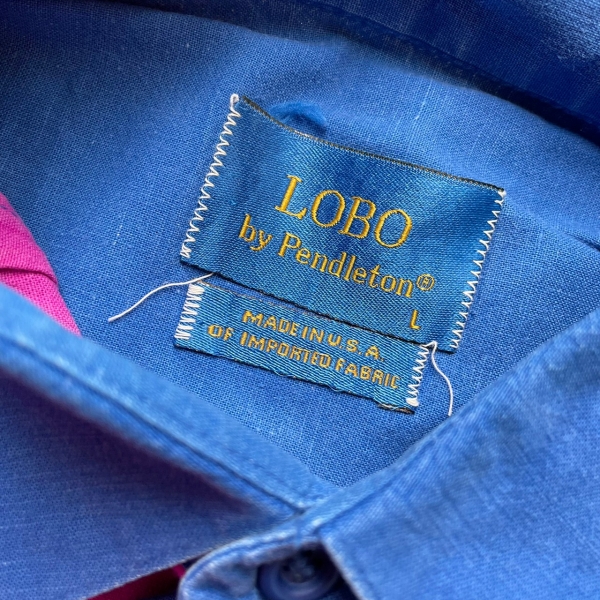 LOBO
by Pendleton®
L
MADE IN U.S.A.
OF IMPORTED FABRIC